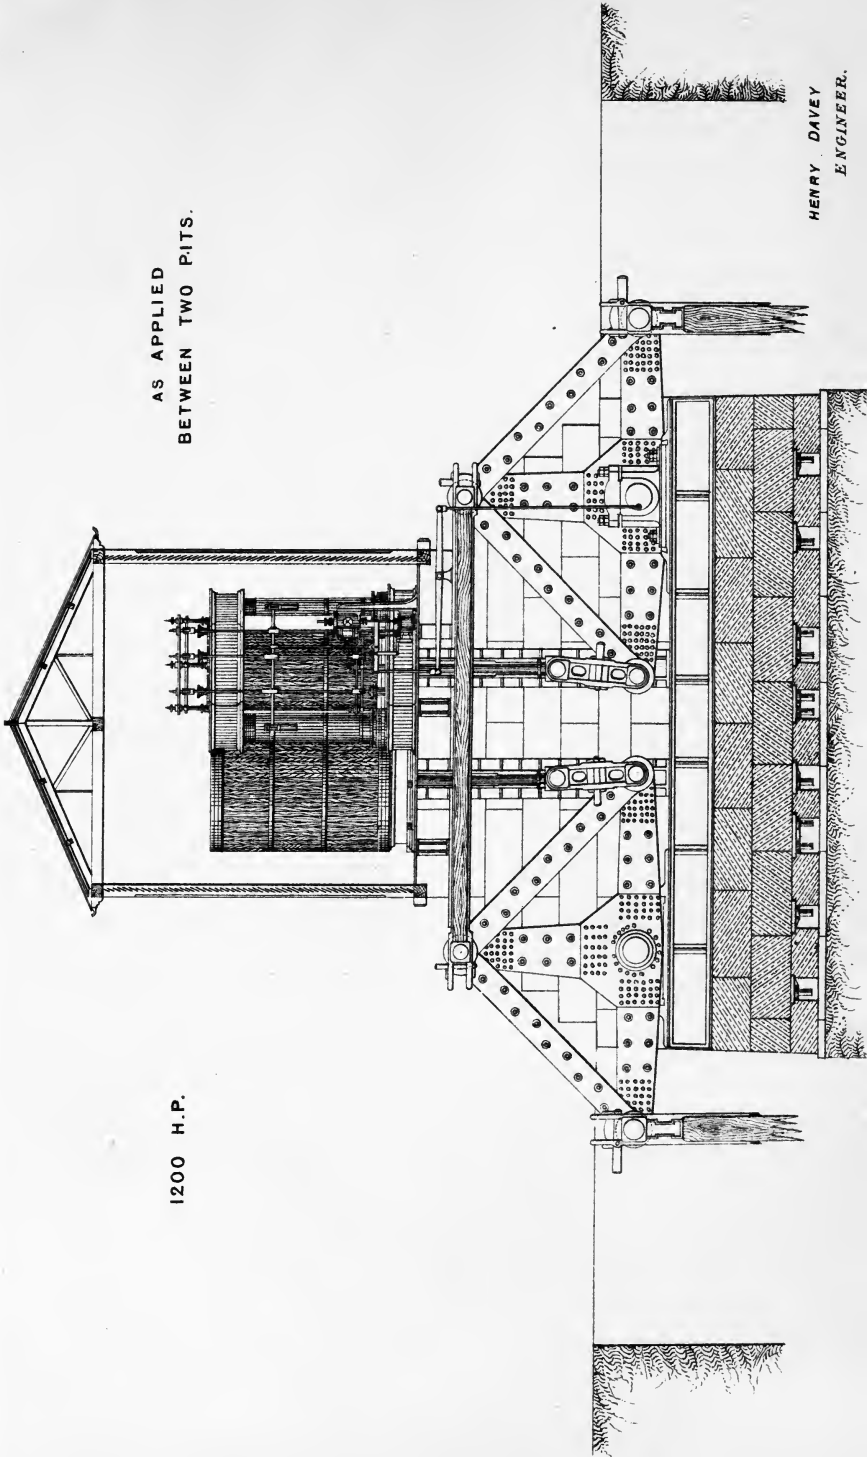 1200 H.P.
AS APPLIED
BETWEEN TWO PITS.
HENRY DAVEY
ENGINEER.